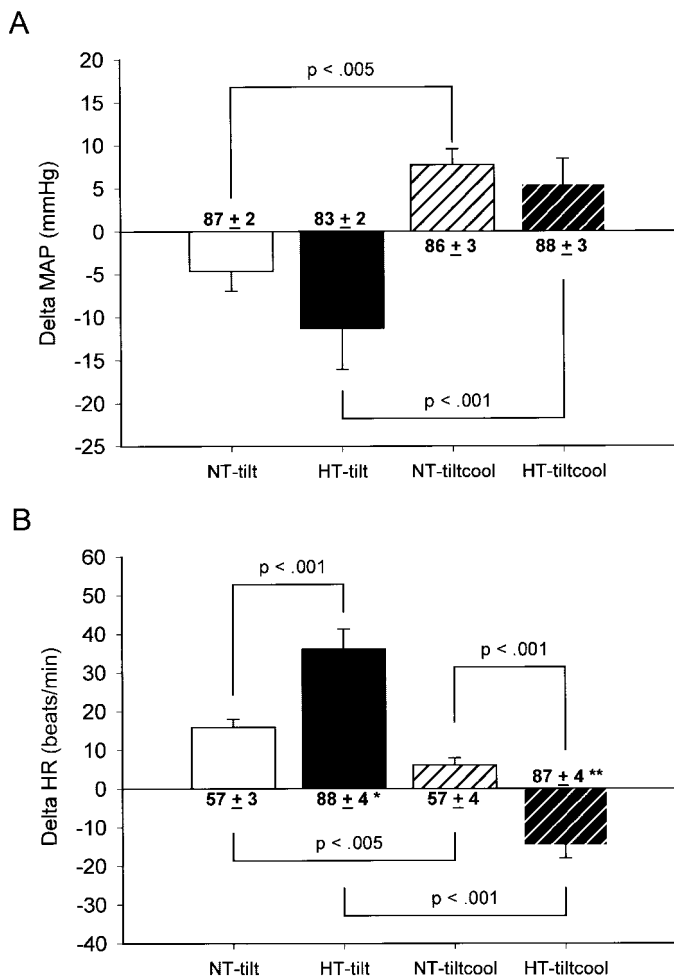 A
20
p < .005
15
10
5
87 ± 2 83 ± 2
0
86 ± 3 88 ± 3
-5
-10
-15
p < .001
-20
-25
Delta MAP (mmHg)
NT-tilt HT-tilt NT-tiltcool HT-tiltcool
B
60
p < .001
50
40
p < .001
30
20
10
87 ± 4 **
0
57 ± 3 88 ± 4 * 57 ± 4
-10
p < .005
-20
p < .001
-30
-40
Delta HR (beats/min)
NT-tilt HT-tilt NT-tiltcool HT-tiltcool